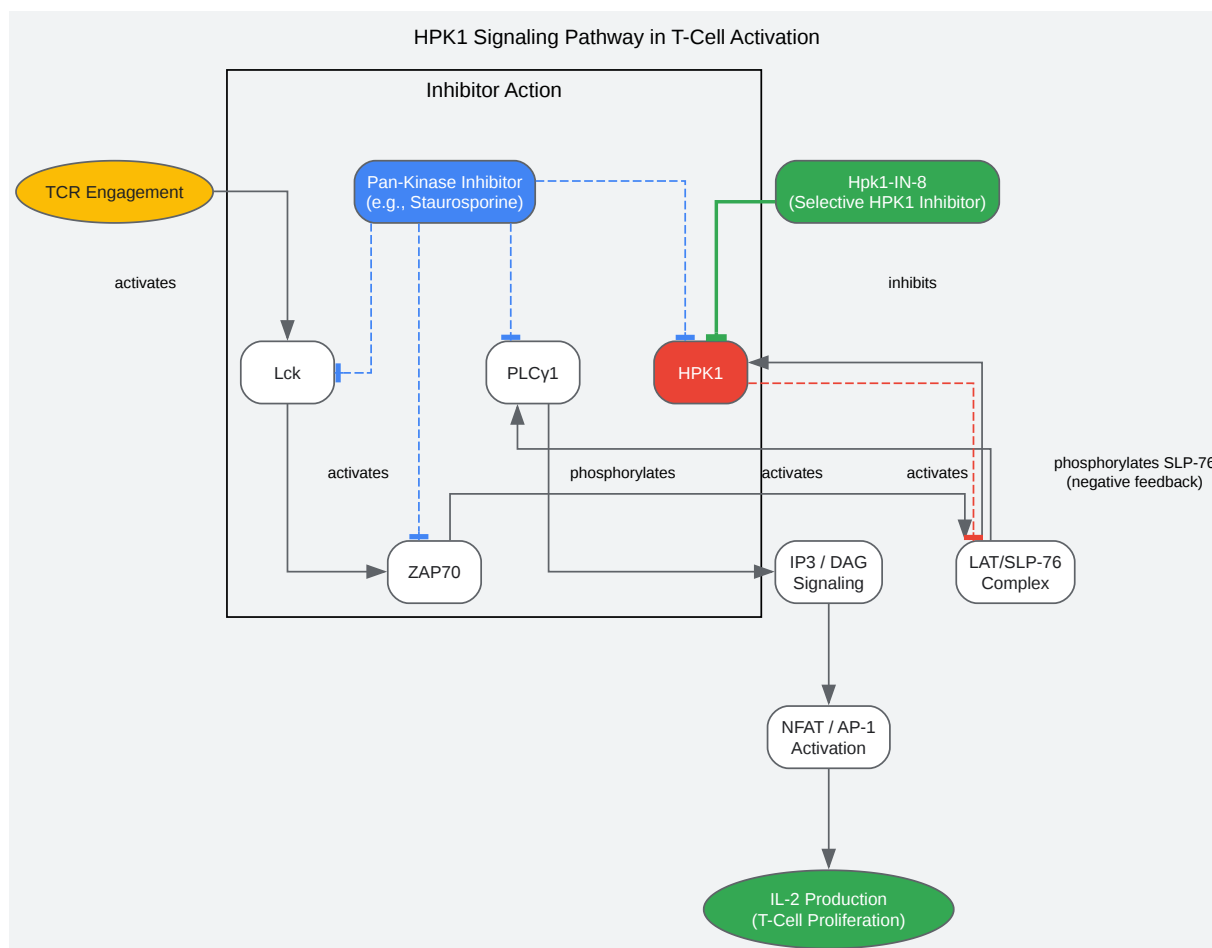 HPK1 Signaling Pathway in T-Cell Activation
Inhibitor Action
TCR Engagement
Pan-Kinase Inhibitor
(e.g., Staurosporine)
Hpk1-IN-8
(Selective HPK1 Inhibitor)
activates
inhibits
Lck
PLCγ1
HPK1
activates
phosphorylates
activates
activates
phosphorylates SLP-76
(negative feedback)
ZAP70
IP3 / DAG
Signaling
LAT/SLP-76
Complex
NFAT / AP-1
Activation
IL-2 Production
(T-Cell Proliferation)